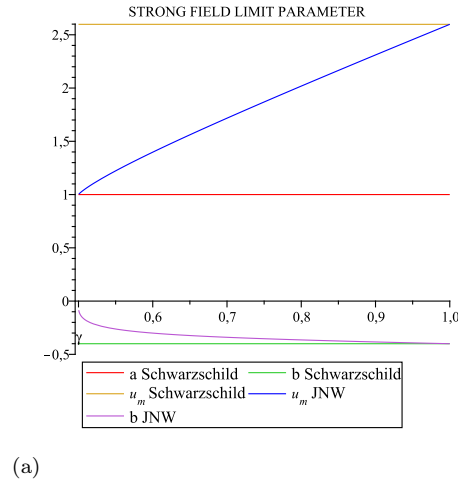 STRONG FIELD LIMIT PARAMETER
2,5
2
1,5
1
0,5
0
0,6 0,7 0,8 0,9 1,0
γ
−0,5
a Schwarzschild b Schwarzschild
u_m Schwarzschild u_m JNW
b JNW
(a)